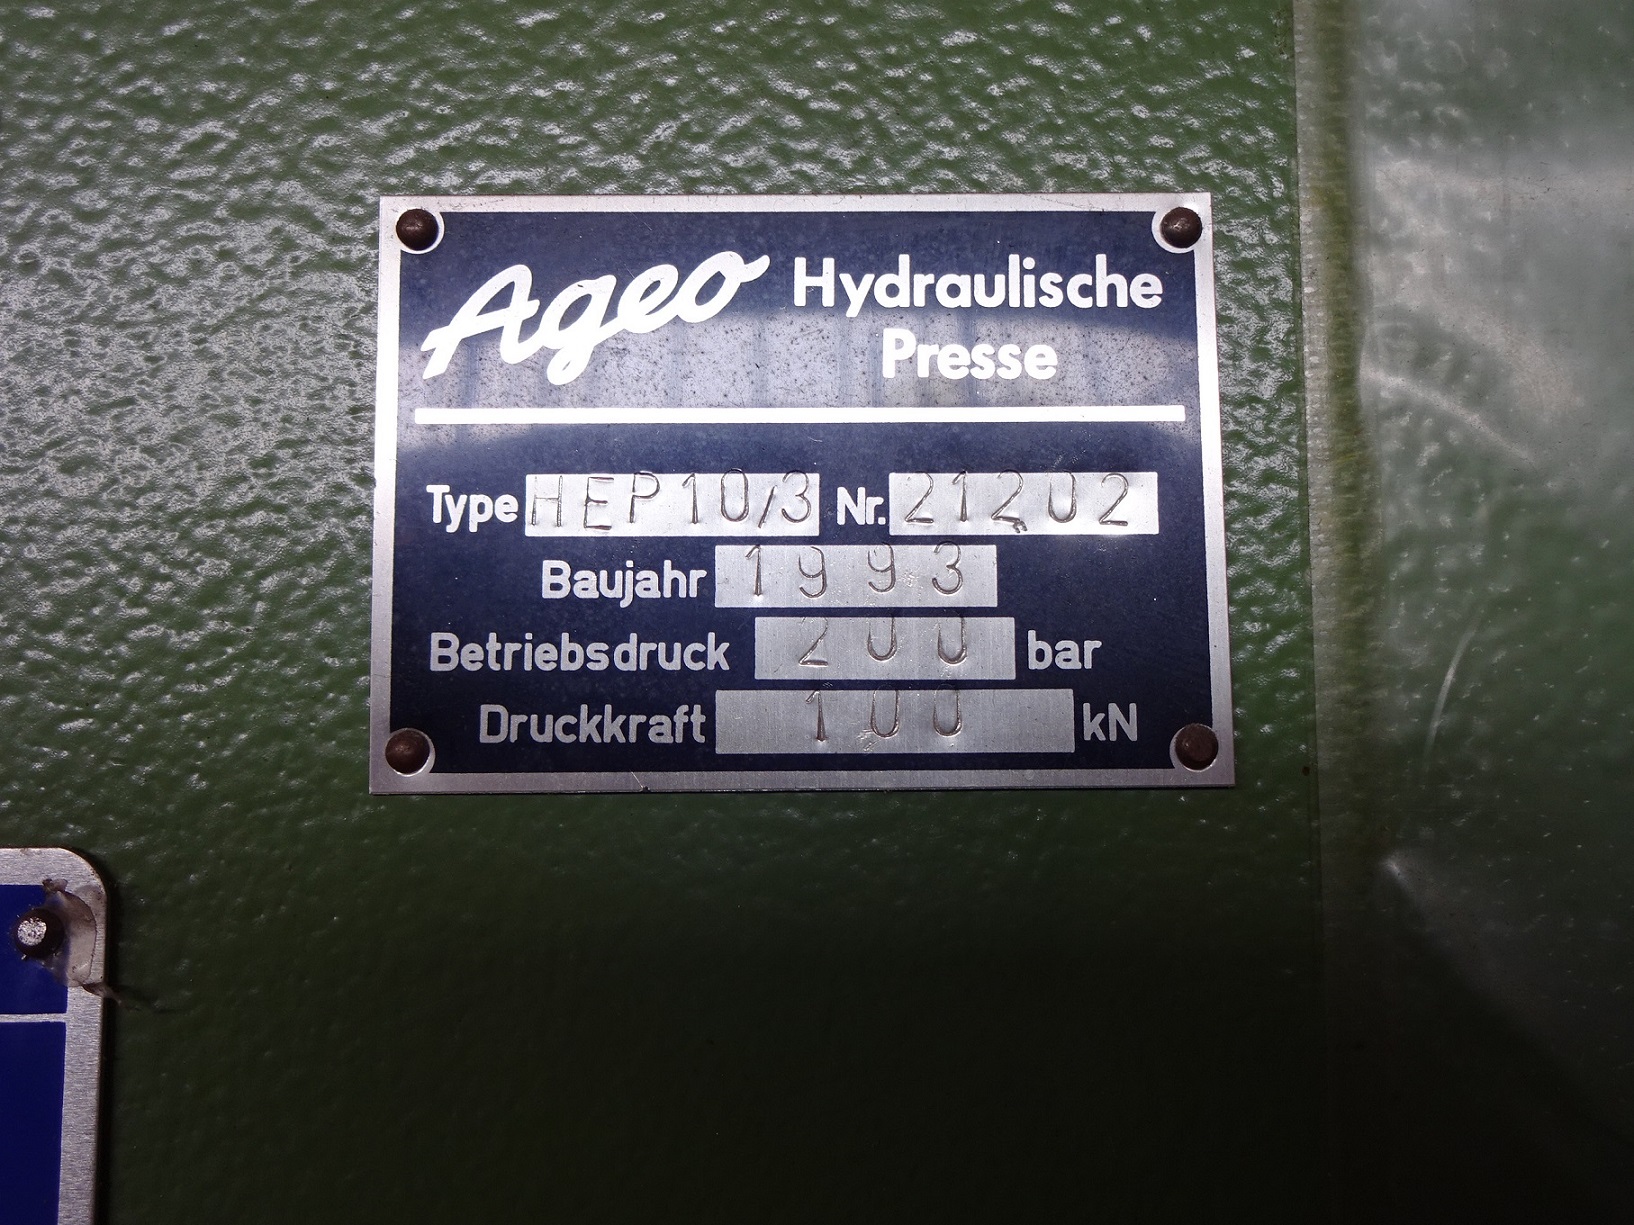 Ageo Hydraulische
Presse
Type HEP10/3 Nr. 21202
Baujahr 1993
Betriebsdruck 200 bar
Druckkraft 100 kN